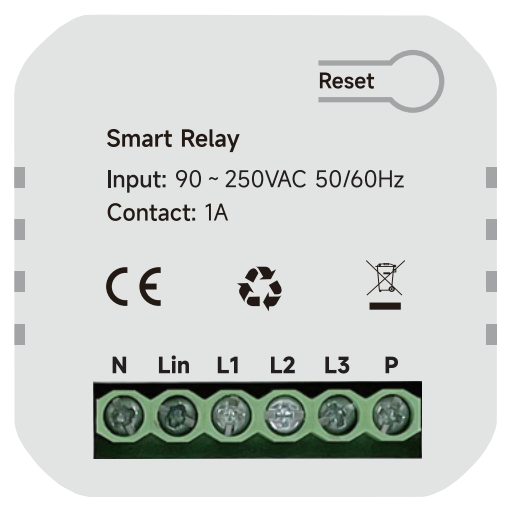 Reset
Smart Relay
Input: 90 ~ 250VAC 50/60Hz
Contact: 1A
CE
N Lin L1 L2 L3 P